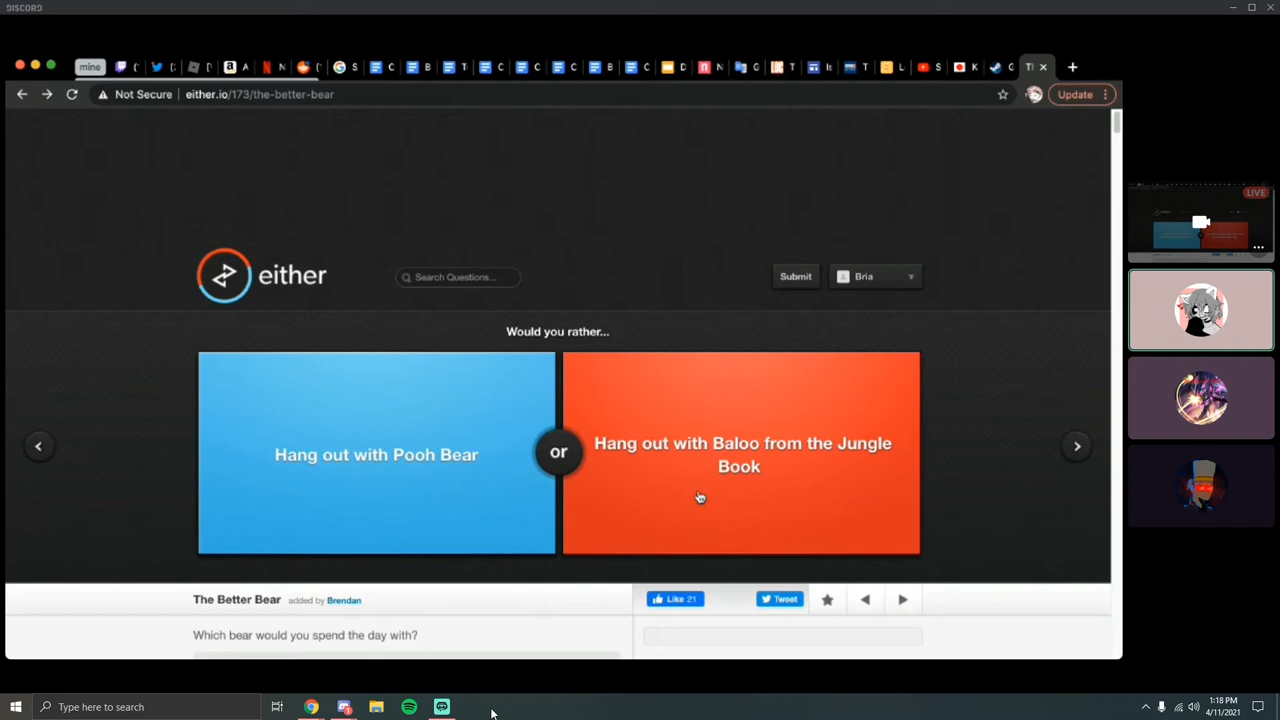 DISCORD
mine
Not Secure
either.io/173/the-better-bear
Update
LIVE
either
Search Questions...
Submit
Bria
Would you rather...
Hang out with Pooh Bear
or
Hang out with Baloo from the Jungle
Book
The Better Bear added by Brendan
Like 21
Tweet
Which bear would you spend the day with?
Type here to search
1:18 PM
4/11/2021